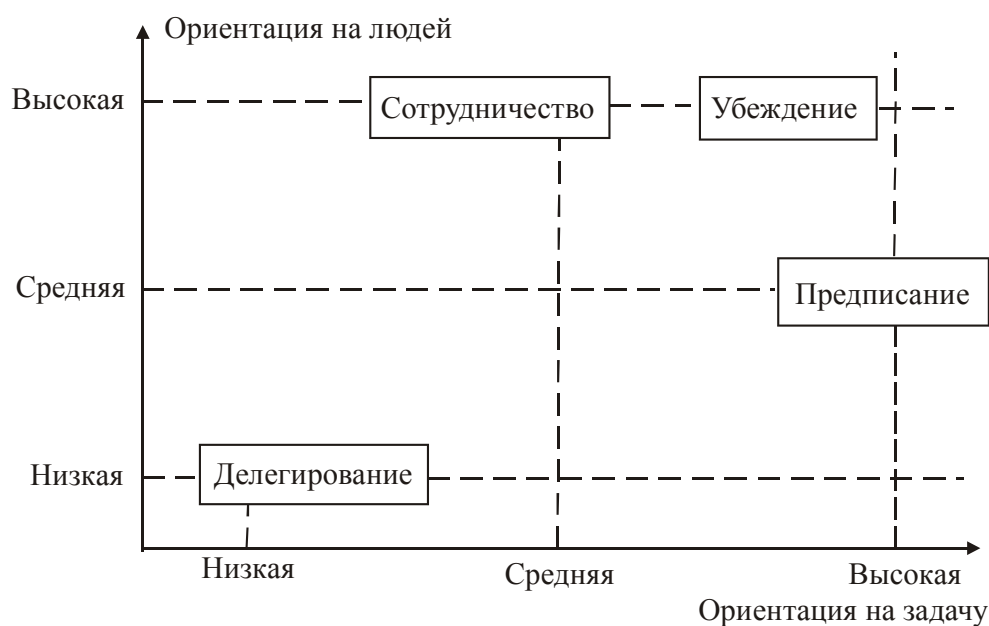 Ориентация на людей
Высокая
Сотрудничество
Убеждение
Средняя
Предписание
Низкая
Делегирование
Низкая
Средняя
Высокая
Ориентация на задачу